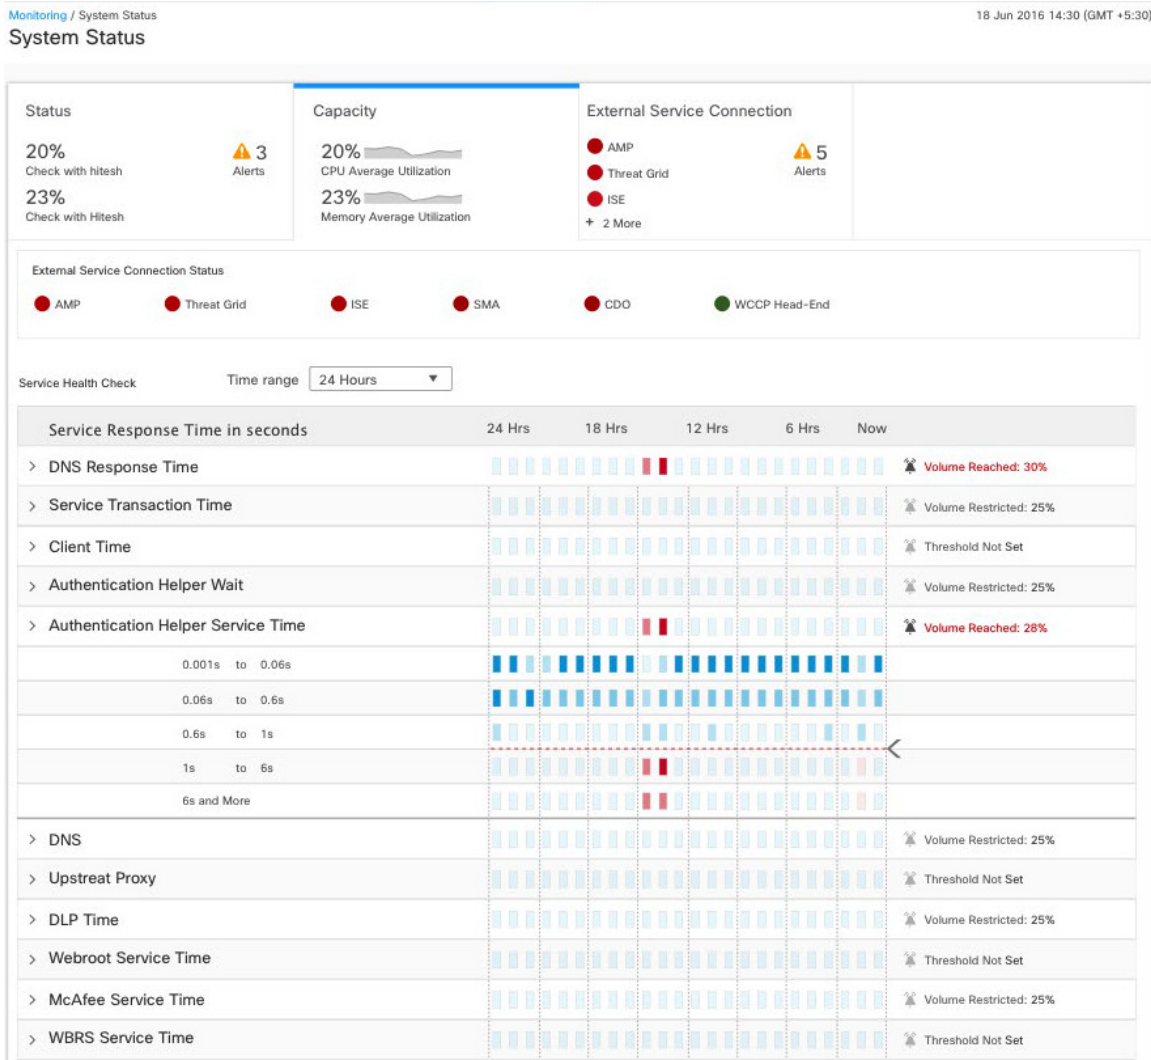 Monitoring / System Status
18 Jun 2016 14:30 (GMT +5:30)
System Status
Status
20%
Check with hitesh
3
Alerts
23%
Check with Hitesh
Capacity
20%
CPU Average Utilization
23%
Memory Average Utilization
External Service Connection
AMP
Threat Grid
ISE
+ 2 More
5
Alerts
External Service Connection Status
AMP Threat Grid ISE SMA CDO WCCP Head-End
Service Health Check Time range 24 Hours
Service Response Time in seconds 24 Hrs 18 Hrs 12 Hrs 6 Hrs Now
> DNS Response Time Volume Reached: 30%
> Service Transaction Time Volume Restricted: 25%
> Client Time Threshold Not Set
> Authentication Helper Wait Volume Restricted: 25%
> Authentication Helper Service Time Volume Reached: 28%
0.001s to 0.06s
0.06s to 0.6s
0.6s to 1s
1s to 6s
6s and More
> DNS Volume Restricted: 25%
> Upstreat Proxy Threshold Not Set
> DLP Time Volume Restricted: 25%
> Webroot Service Time Threshold Not Set
> McAfee Service Time Volume Restricted: 25%
> WBRS Service Time Threshold Not Set